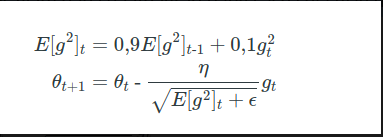 E[g²]ₜ = 0,9E[g²]ₜ₋₁ + 0,1gₜ²
θₜ₊₁ = θₜ - η / √(E[g²]ₜ + ϵ) gₜ